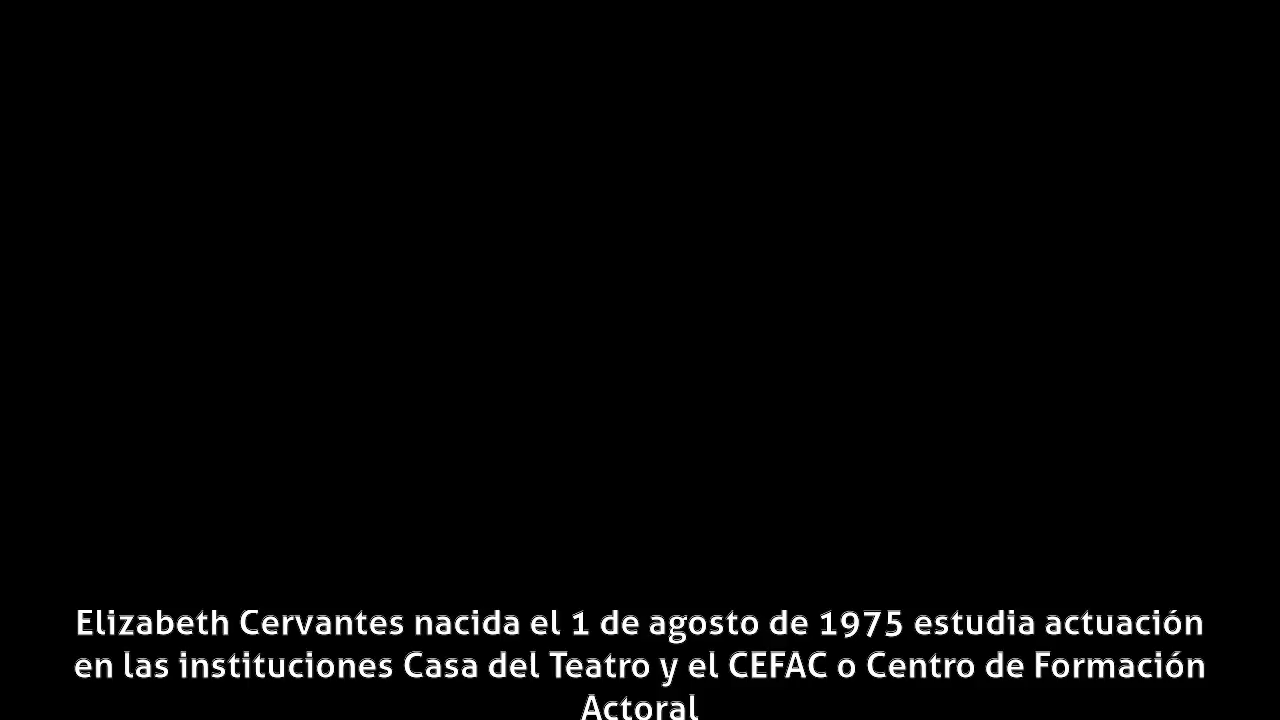 Elizabeth Cervantes nacida el 1 de agosto de 1975 estudia actuación
en las instituciones Casa del Teatro y el CEFAC o Centro de Formación
Actoral